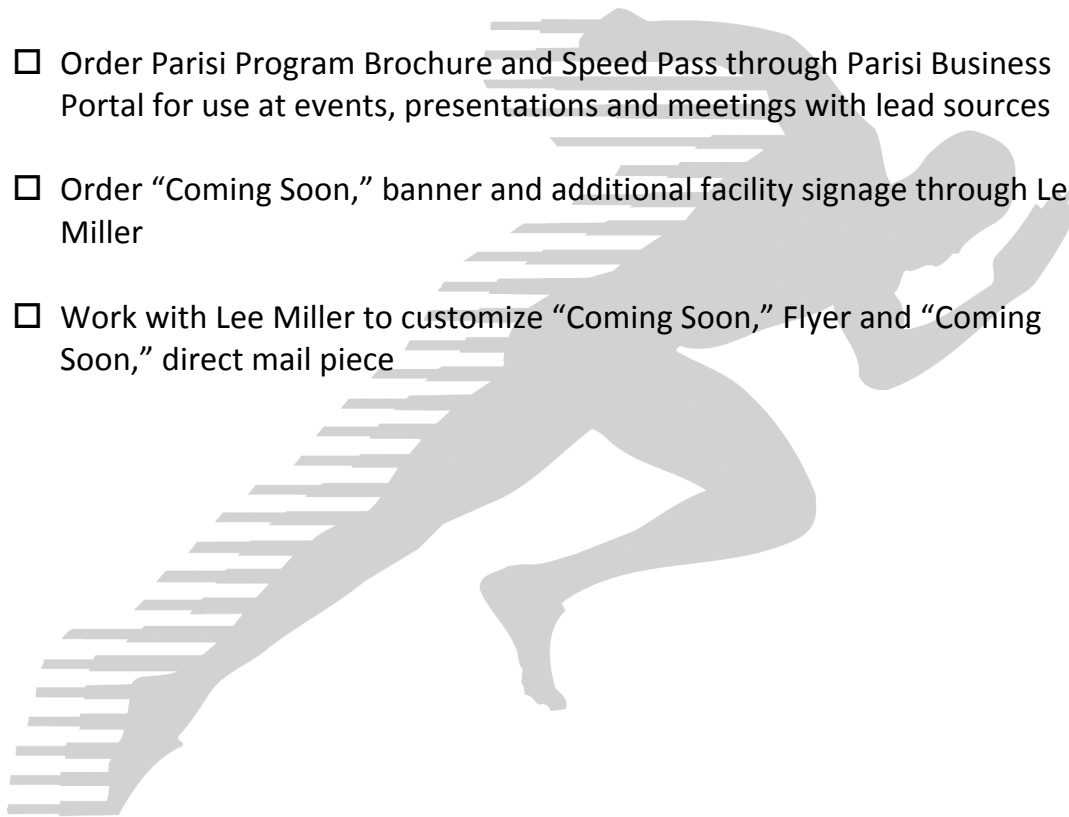 ☐ Order Parisi Program Brochure and Speed Pass through Parisi Business
Portal for use at events, presentations and meetings with lead sources
☐ Order “Coming Soon,” banner and additional facility signage through Le
Miller
☐ Work with Lee Miller to customize “Coming Soon,” Flyer and “Coming
Soon,” direct mail piece